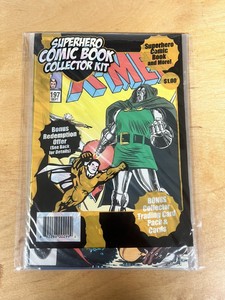 SUPERHERO
COMIC BOOK
COLLECTOR KIT
Superhero
Comic Book
and More!
$1.00
X-MEN
197
Bonus
Redemption
Offer
(See Back
for Details)
BONUS
Collector
Trading Card
Pack &
Cards